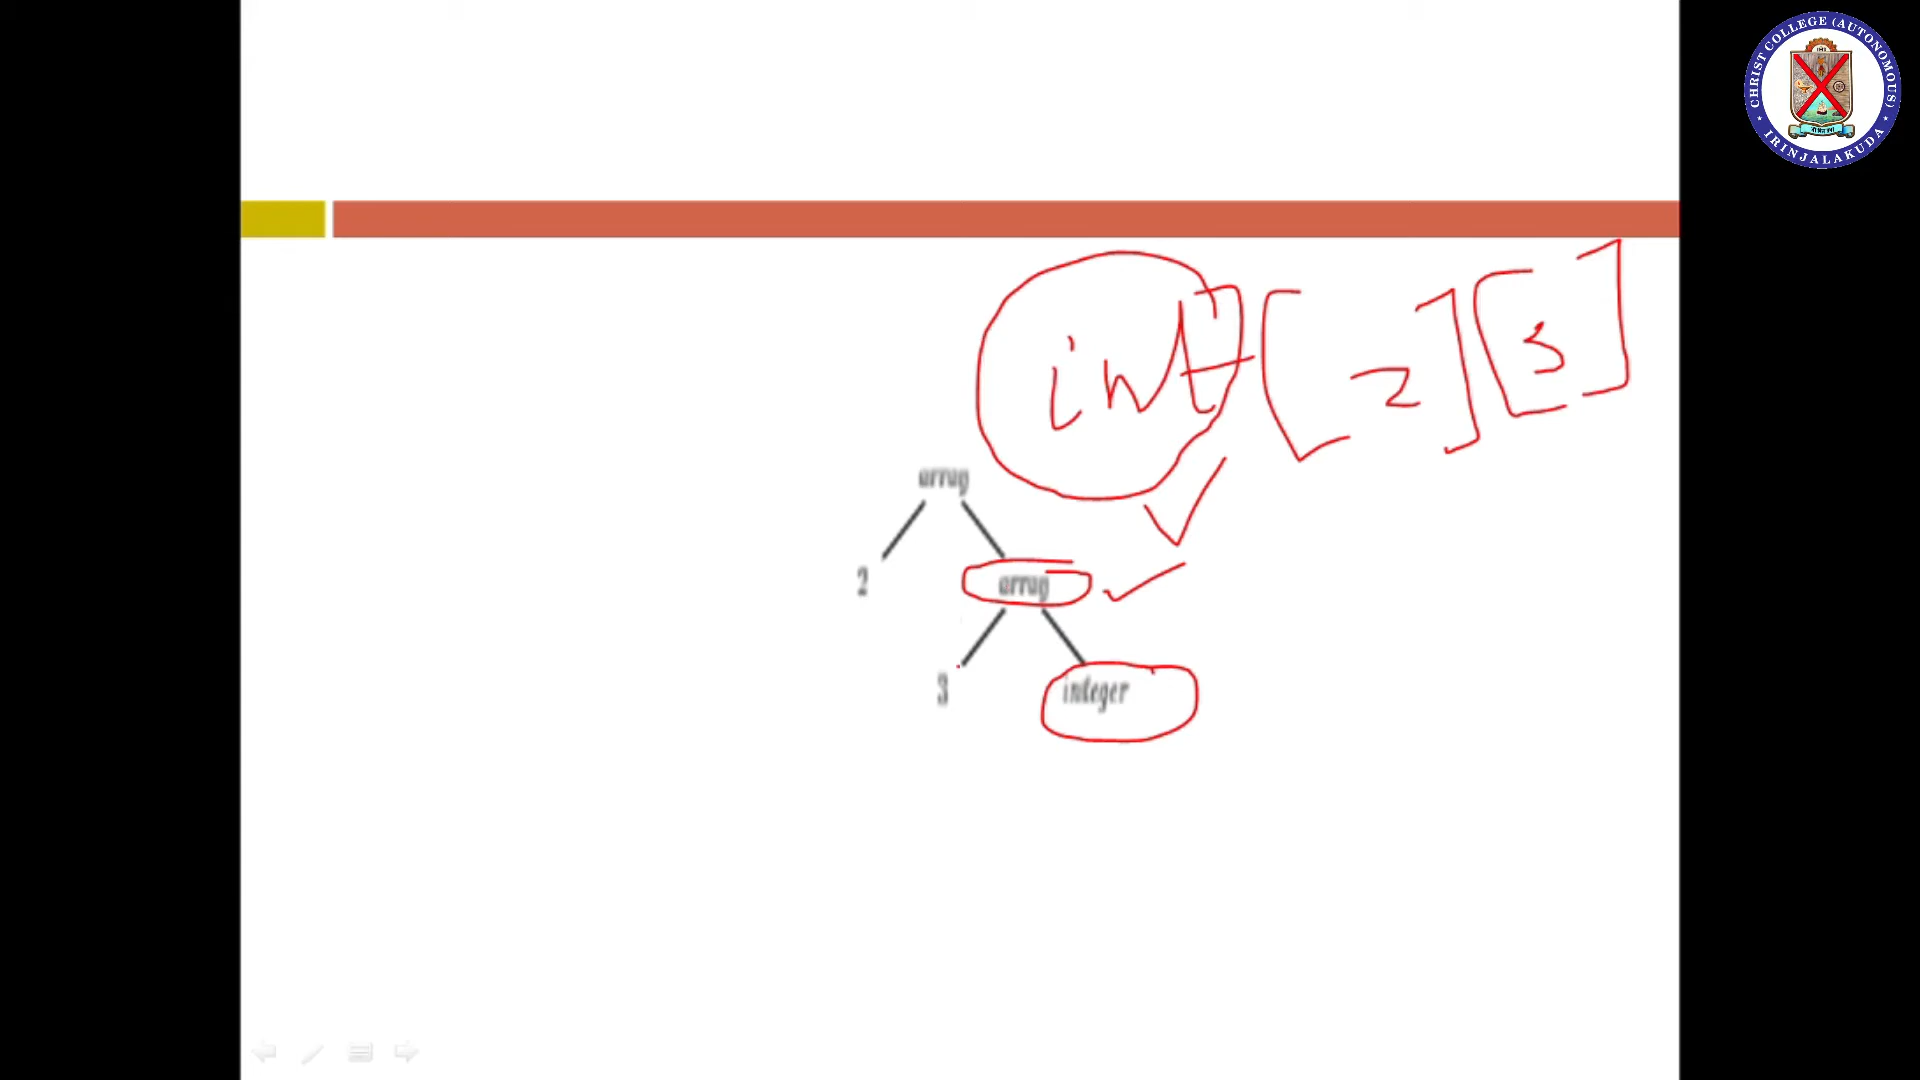 CHRIST COLLEGE (AUTONOMOUS)
IRINJALAKUDA
int [2][3]
array
2 array
3 integer